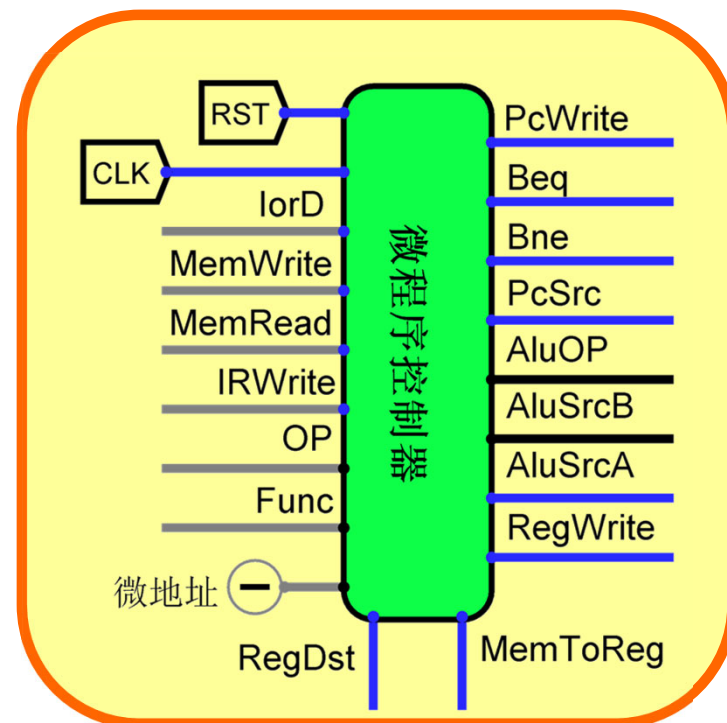 RST
CLK
IorD
MemWrite
MemRead
IRWrite
OP
Func
微地址
微程序控制器
PcWrite
Beq
Bne
PcSrc
AluOP
AluSrcB
AluSrcA
RegWrite
RegDst
MemToReg